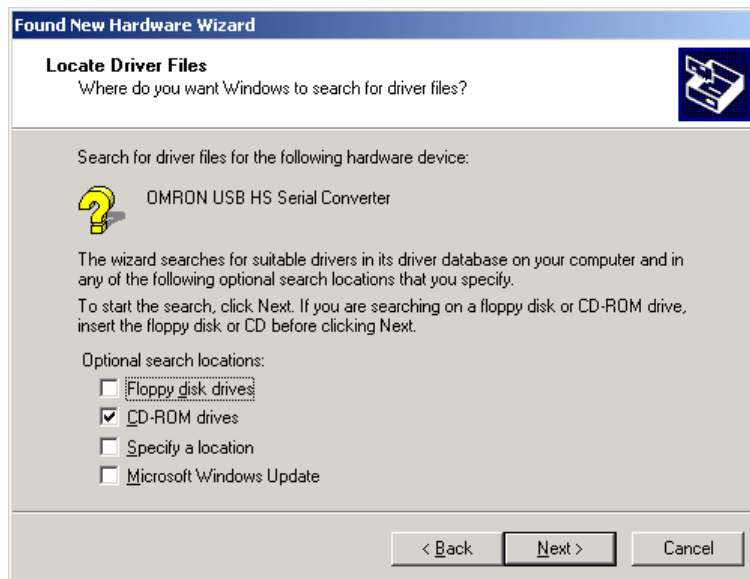 Found New Hardware Wizard
Locate Driver Files
Where do you want Windows to search for driver files?
Search for driver files for the following hardware device:
OMRON USB HS Serial Converter
The wizard searches for suitable drivers in its driver database on your computer and in
any of the following optional search locations that you specify.
To start the search, click Next. If you are searching on a floppy disk or CD-ROM drive,
insert the floppy disk or CD before clicking Next.
Optional search locations:
Floppy disk drives
CD-ROM drives
Specify a location
Microsoft Windows Update
< Back Next > Cancel